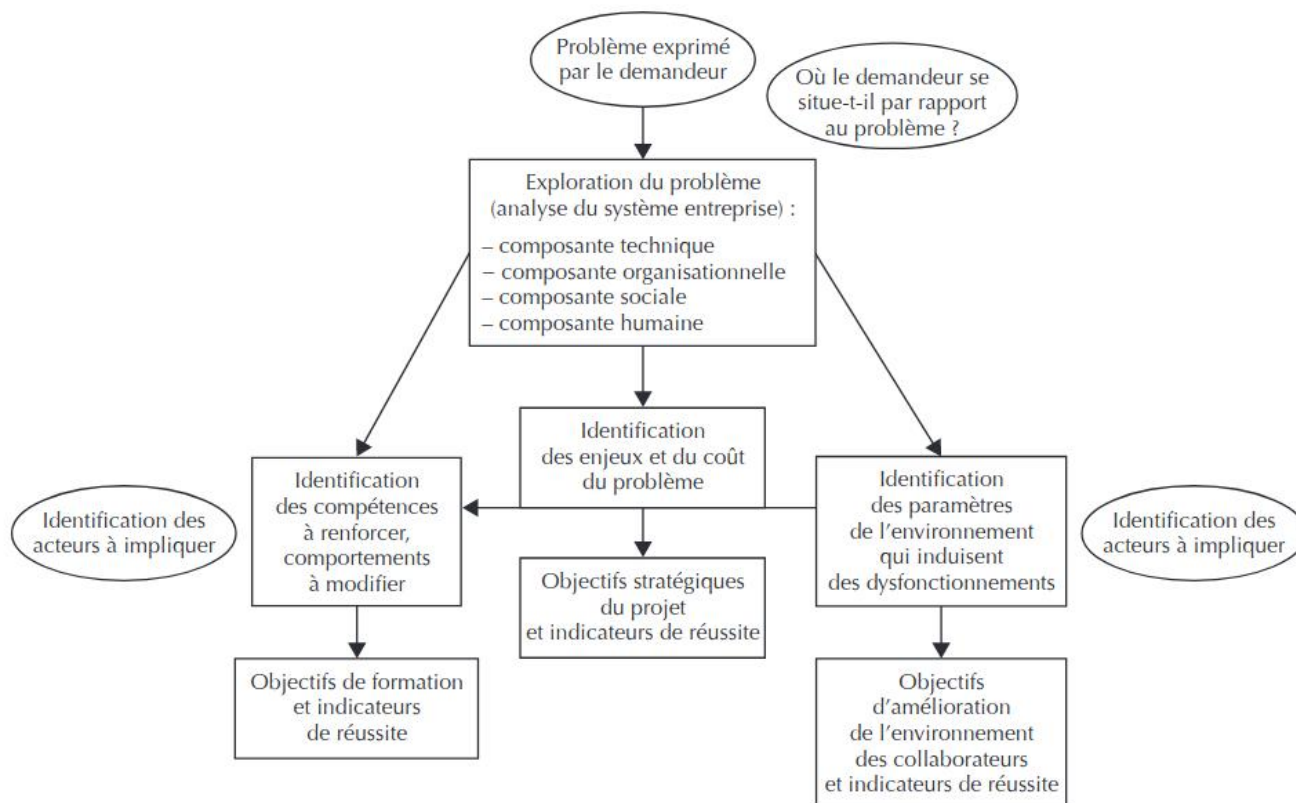 Problème exprimé
par le demandeur
Où le demandeur se
situe-t-il par rapport
au problème ?
Exploration du problème
(analyse du système entreprise) :
– composante technique
– composante organisationnelle
– composante sociale
– composante humaine
Identification
des enjeux et du coût
du problème
Identification des
acteurs à impliquer
Identification
des compétences
à renforcer,
comportements
à modifier
Identification
des paramètres
de l'environnement
qui induisent
des dysfonctionnements
Identification des
acteurs à impliquer
Objectifs stratégiques
du projet
et indicateurs de réussite
Objectifs de formation
et indicateurs
de réussite
Objectifs
d'amélioration
de l'environnement
des collaborateurs
et indicateurs de réussite